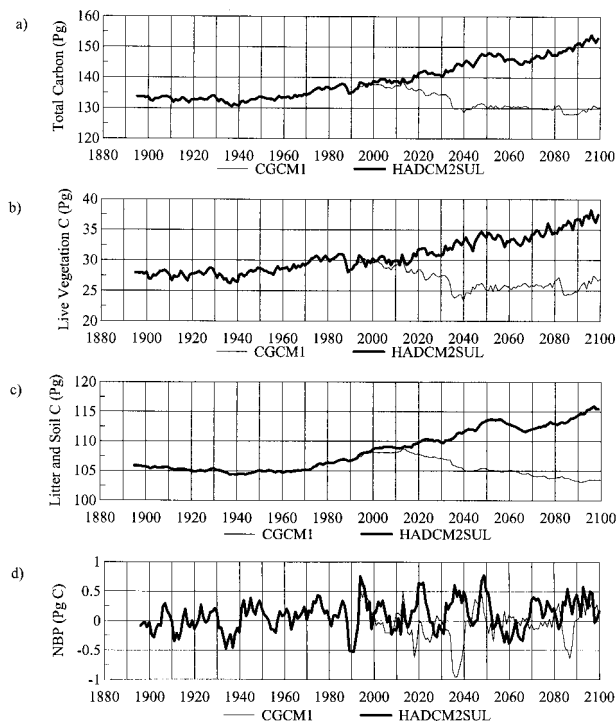 a)
Total Carbon (Pg)
160
150
140
130
120
1880 1900 1920 1940 1960 1980 2000 2020 2040 2060 2080 2100
CGCM1 HADCM2SUL
b)
Live Vegetation C (Pg)
40
35
30
25
20
1880 1900 1920 1940 1960 1980 2000 2020 2040 2060 2080 2100
CGCM1 HADCM2SUL
c)
Litter and Soil C (Pg)
120
115
110
105
100
1880 1900 1920 1940 1960 1980 2000 2020 2040 2060 2080 2100
CGCM1 HADCM2SUL
d)
NBP (Pg C)
1
0.5
0
-0.5
-1
1880 1900 1920 1940 1960 1980 2000 2020 2040 2060 2080 2100
CGCM1 HADCM2SUL